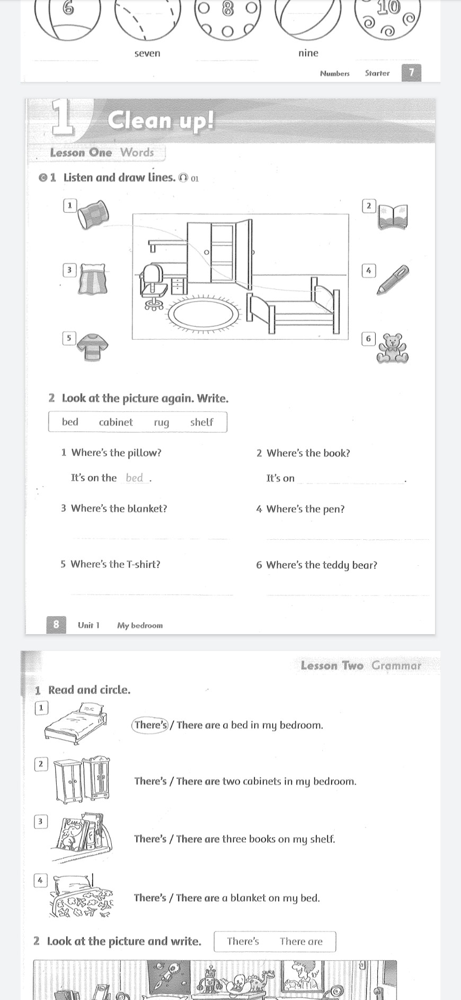 6
8
10
seven
nine
Numbers Starter 7
1 Clean up!
Lesson One Words
C 1 Listen and draw lines. 01
1
2
3
4
5
6
2 Look at the picture again. Write.
bed cabinet rug shelf
1 Where's the pillow?
2 Where's the book?
It's on the bed .
It's on .
3 Where's the blanket?
4 Where's the pen?
5 Where's the T-shirt?
6 Where's the teddy bear?
8 Unit 1 My bedroom
Lesson Two Grammar
1 Read and circle.
1
There's / There are a bed in my bedroom.
2
There's / There are two cabinets in my bedroom.
3
There's / There are three books on my shelf.
4
There's / There are a blanket on my bed.
2 Look at the picture and write. There's There are